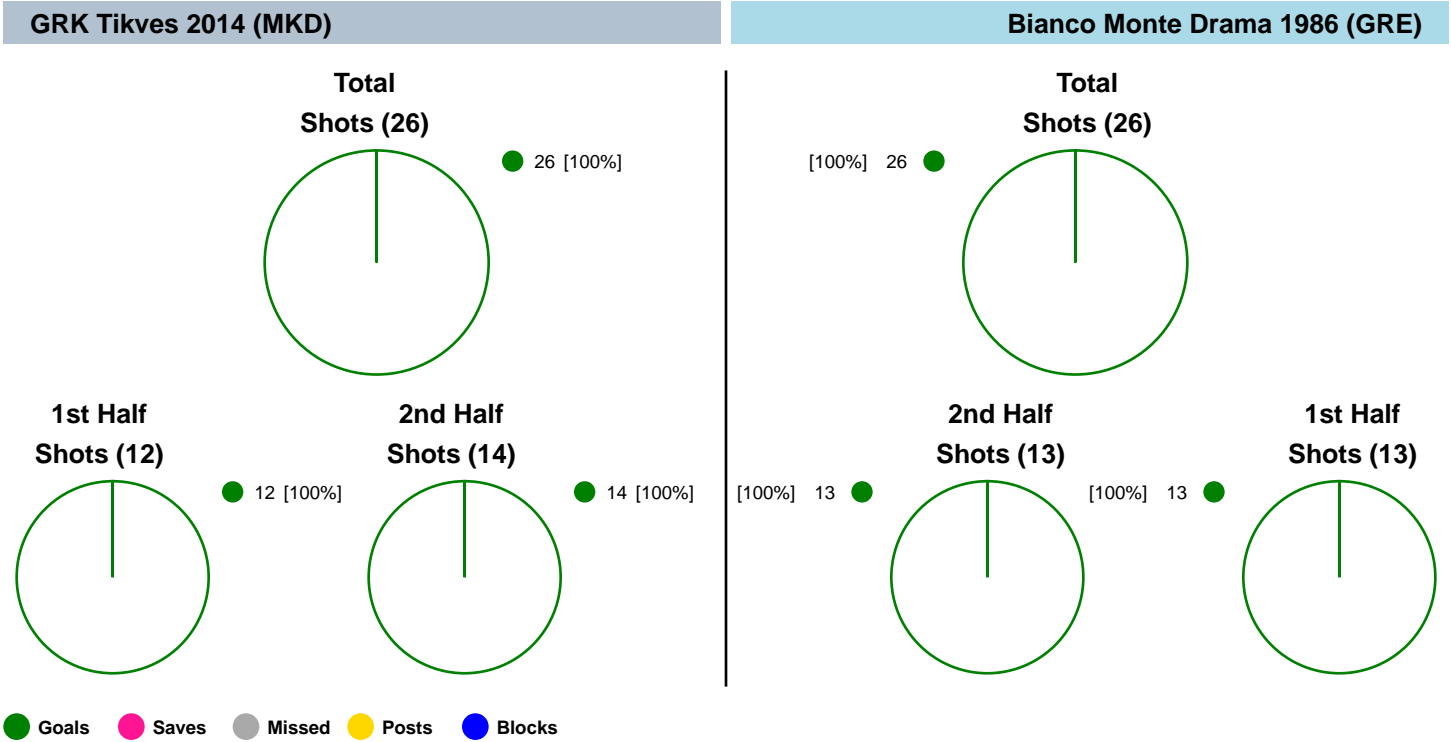 GRK Tikves 2014 (MKD)
Bianco Monte Drama 1986 (GRE)
Total
Shots (26)
26 [100%]
Total
Shots (26)
[100%] 26
1st Half
Shots (12)
12 [100%]
2nd Half
Shots (14)
14 [100%]
2nd Half
Shots (13)
[100%] 13
1st Half
Shots (13)
[100%] 13
Goals Saves Missed Posts Blocks